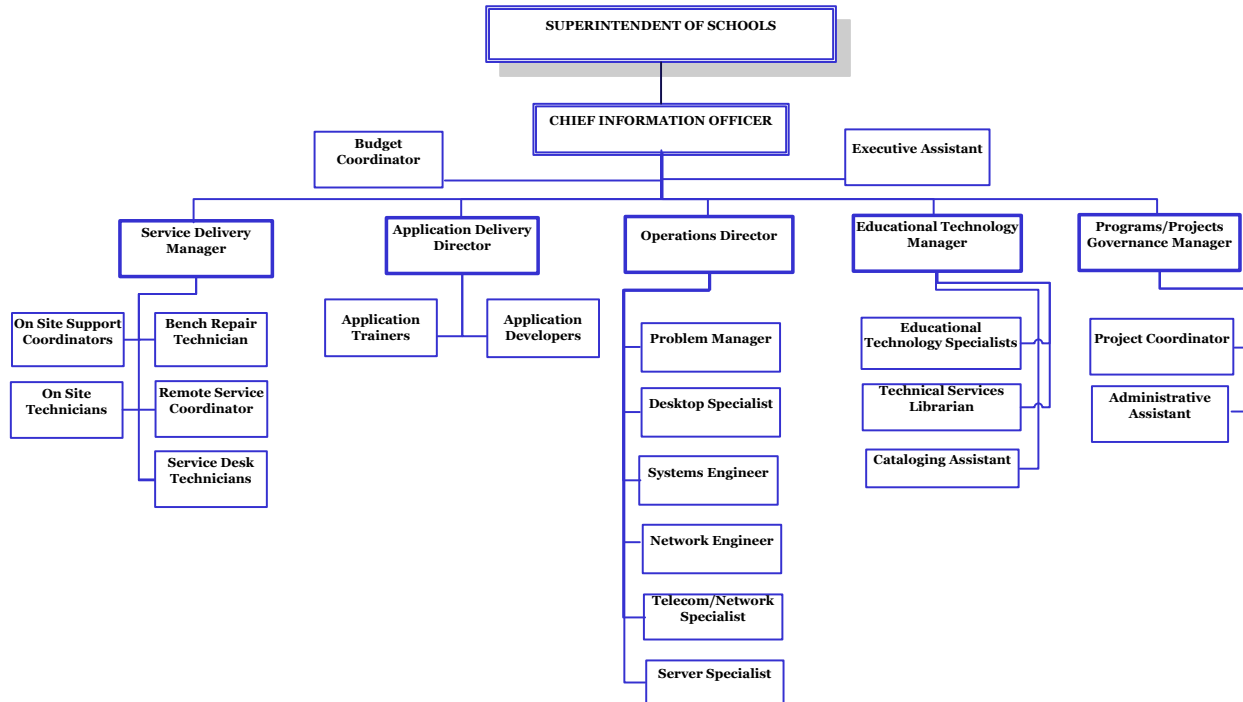 SUPERINTENDENT OF SCHOOLS
CHIEF INFORMATION OFFICER
Budget
Coordinator
Executive Assistant
Service Delivery
Manager
Application Delivery
Director
Operations Director
Educational Technology
Manager
Programs/Projects
Governance Manager
On Site Support
Coordinators
Bench Repair
Technician
On Site
Technicians
Remote Service
Coordinator
Service Desk
Technicians
Application
Trainers
Application
Developers
Problem Manager
Desktop Specialist
Systems Engineer
Network Engineer
Telecom/Network
Specialist
Server Specialist
Educational
Technology Specialists
Technical Services
Librarian
Cataloging Assistant
Project Coordinator
Administrative
Assistant